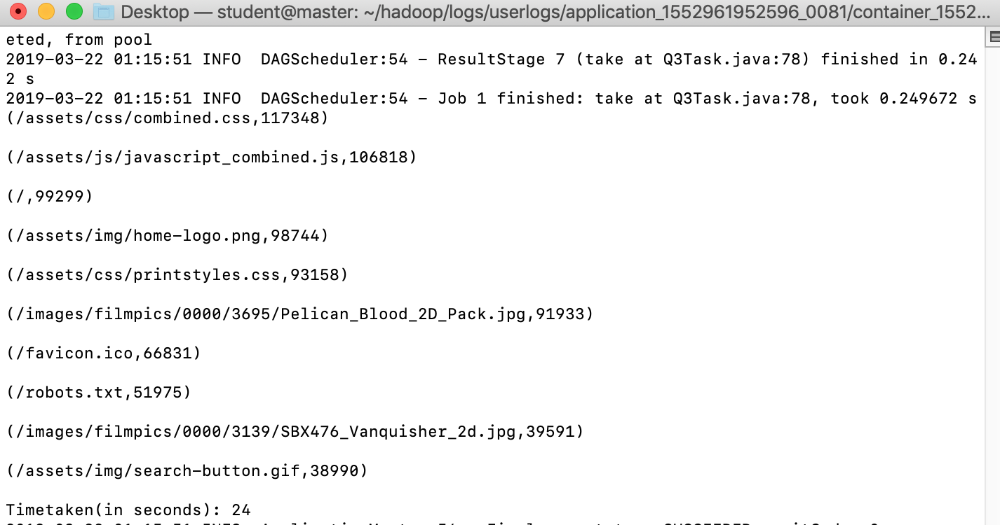 Desktop — student@master: ~/hadoop/logs/userlogs/application_1552961952596_0081/container_1552...
eted, from pool
2019-03-22 01:15:51 INFO  DAGScheduler:54 - ResultStage 7 (take at Q3Task.java:78) finished in 0.24
2 s
2019-03-22 01:15:51 INFO  DAGScheduler:54 - Job 1 finished: take at Q3Task.java:78, took 0.249672 s
(/assets/css/combined.css,117348)
(/assets/js/javascript_combined.js,106818)
(/,99299)
(/assets/img/home-logo.png,98744)
(/assets/css/printstyles.css,93158)
(/images/filmpics/0000/3695/Pelican_Blood_2D_Pack.jpg,91933)
(/favicon.ico,66831)
(/robots.txt,51975)
(/images/filmpics/0000/3139/SBX476_Vanquisher_2d.jpg,39591)
(/assets/img/search-button.gif,38990)
Timetaken(in seconds): 24